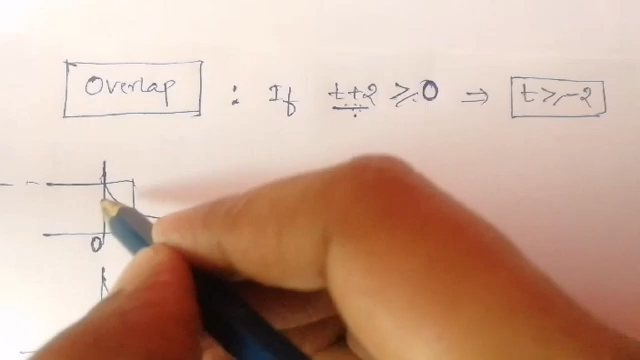 Overlap : If t+2 ≥ 0 ⇒ t ≥ -2
0